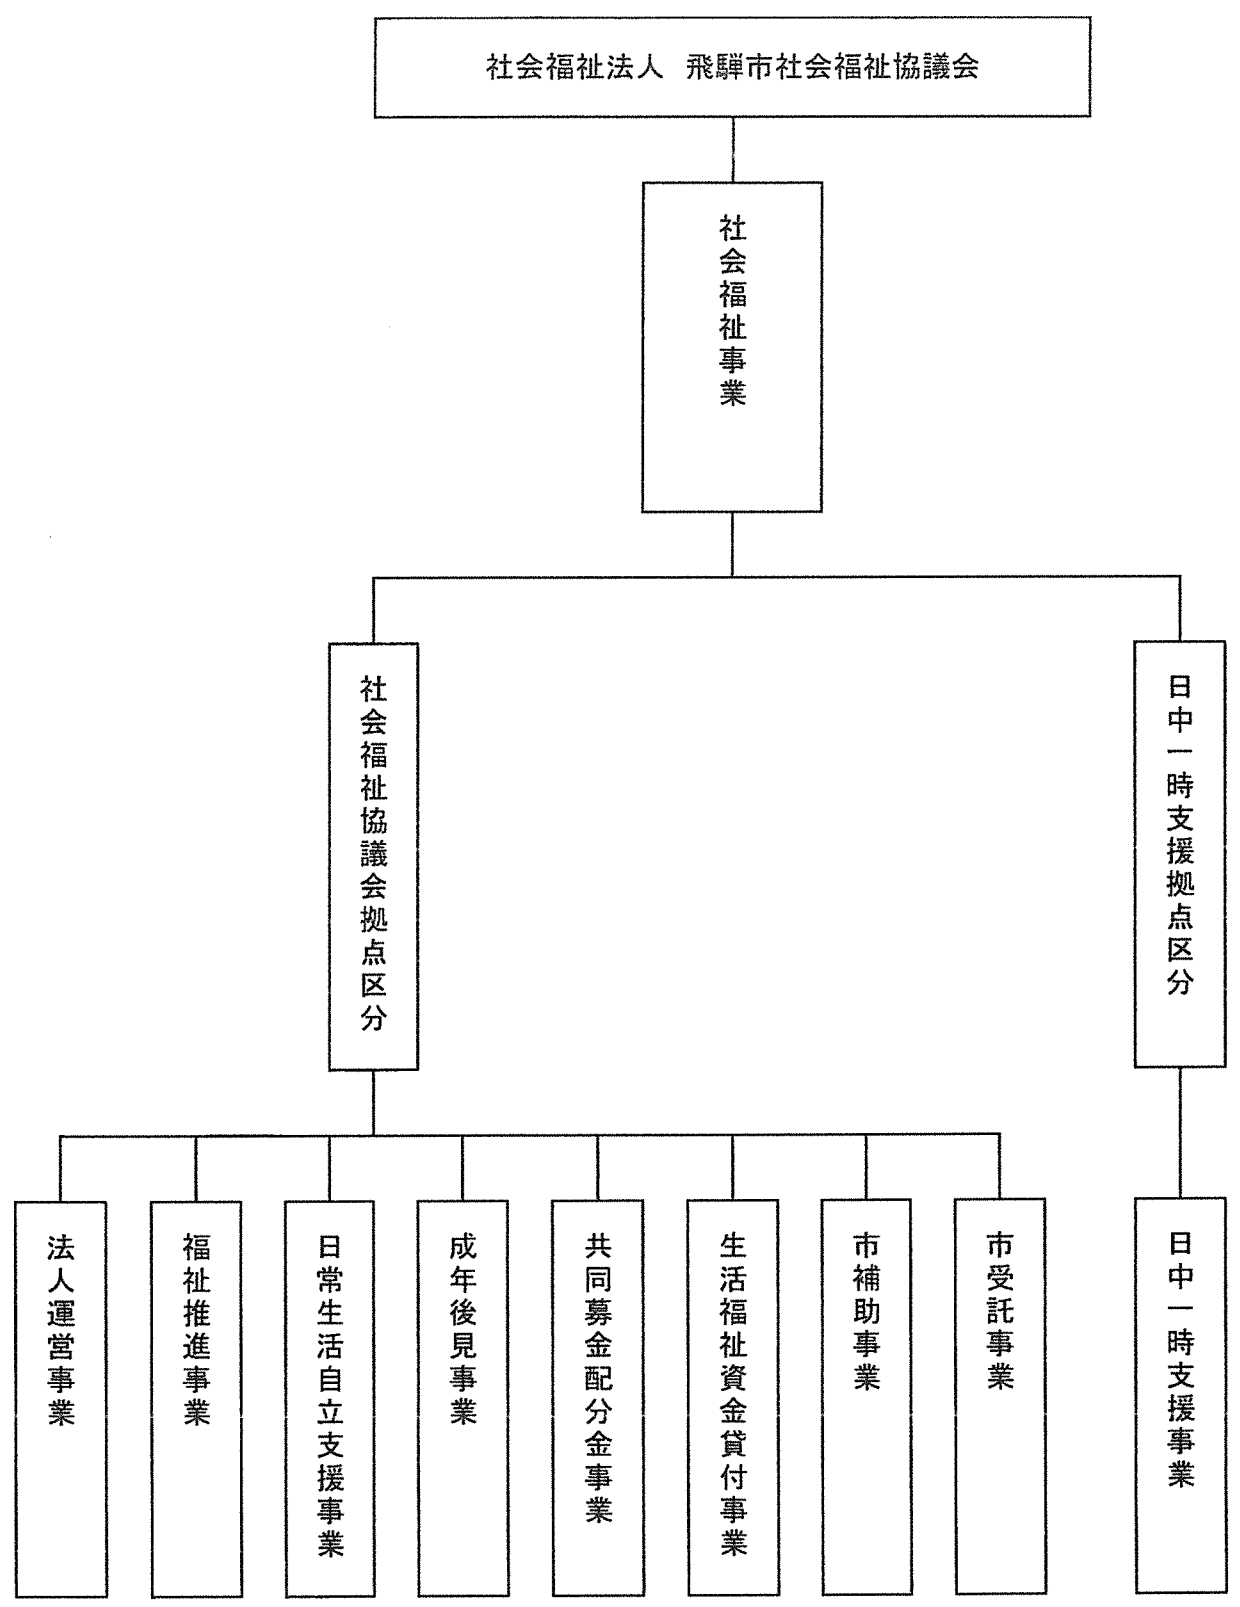 社会福祉法人 飛騨市社会福祉協議会
社会福祉事業
社会福祉協議会拠点区分
日中一時支援拠点区分
法人運営事業
福祉推進事業
日常生活自立支援事業
成年後見事業
共同募金配分金事業
生活福祉資金貸付事業
市補助事業
市受託事業
日中一時支援事業